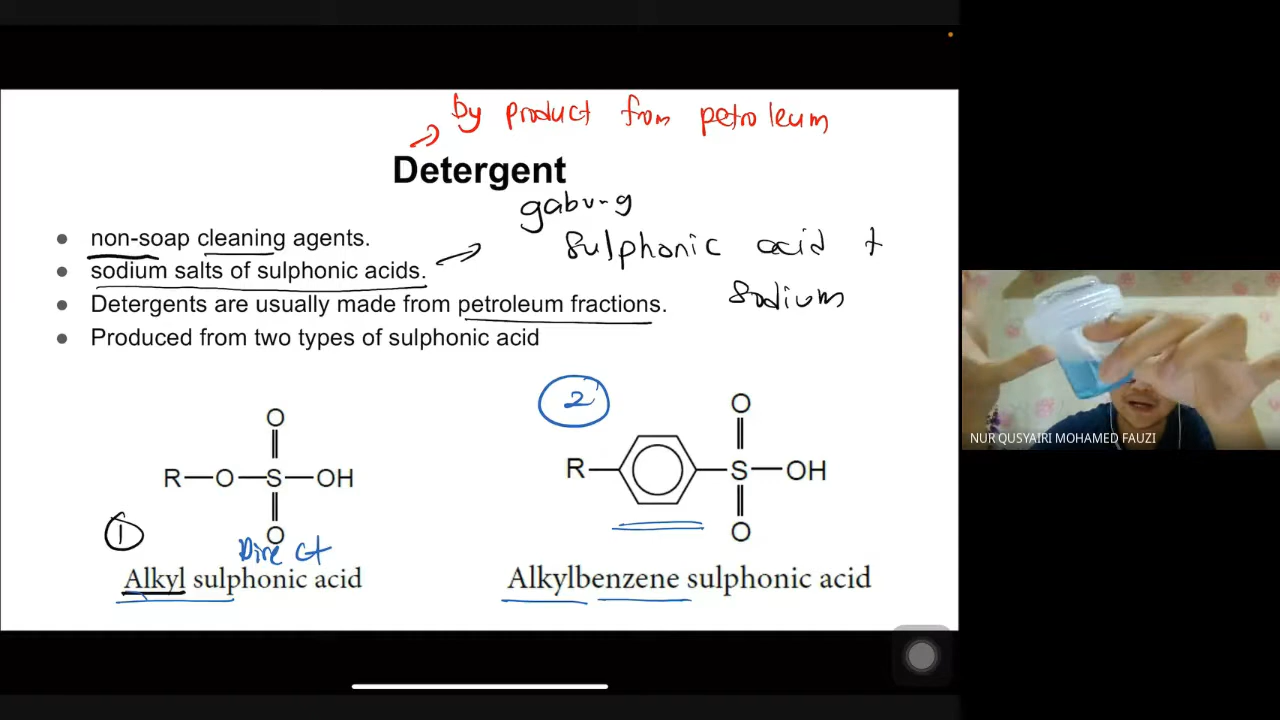 by product from petroleum
Detergent
gabung
● non-soap cleaning agents.
sulphonic acid +
● sodium salts of sulphonic acids.
sodium
● Detergents are usually made from petroleum fractions.
● Produced from two types of sulphonic acid
2
O
R—O—S—OH
O
O
R S—OH
O
1
Direct
Alkyl sulphonic acid
Alkylbenzene sulphonic acid
NUR QUSYAIRI MOHAMED FAUZI